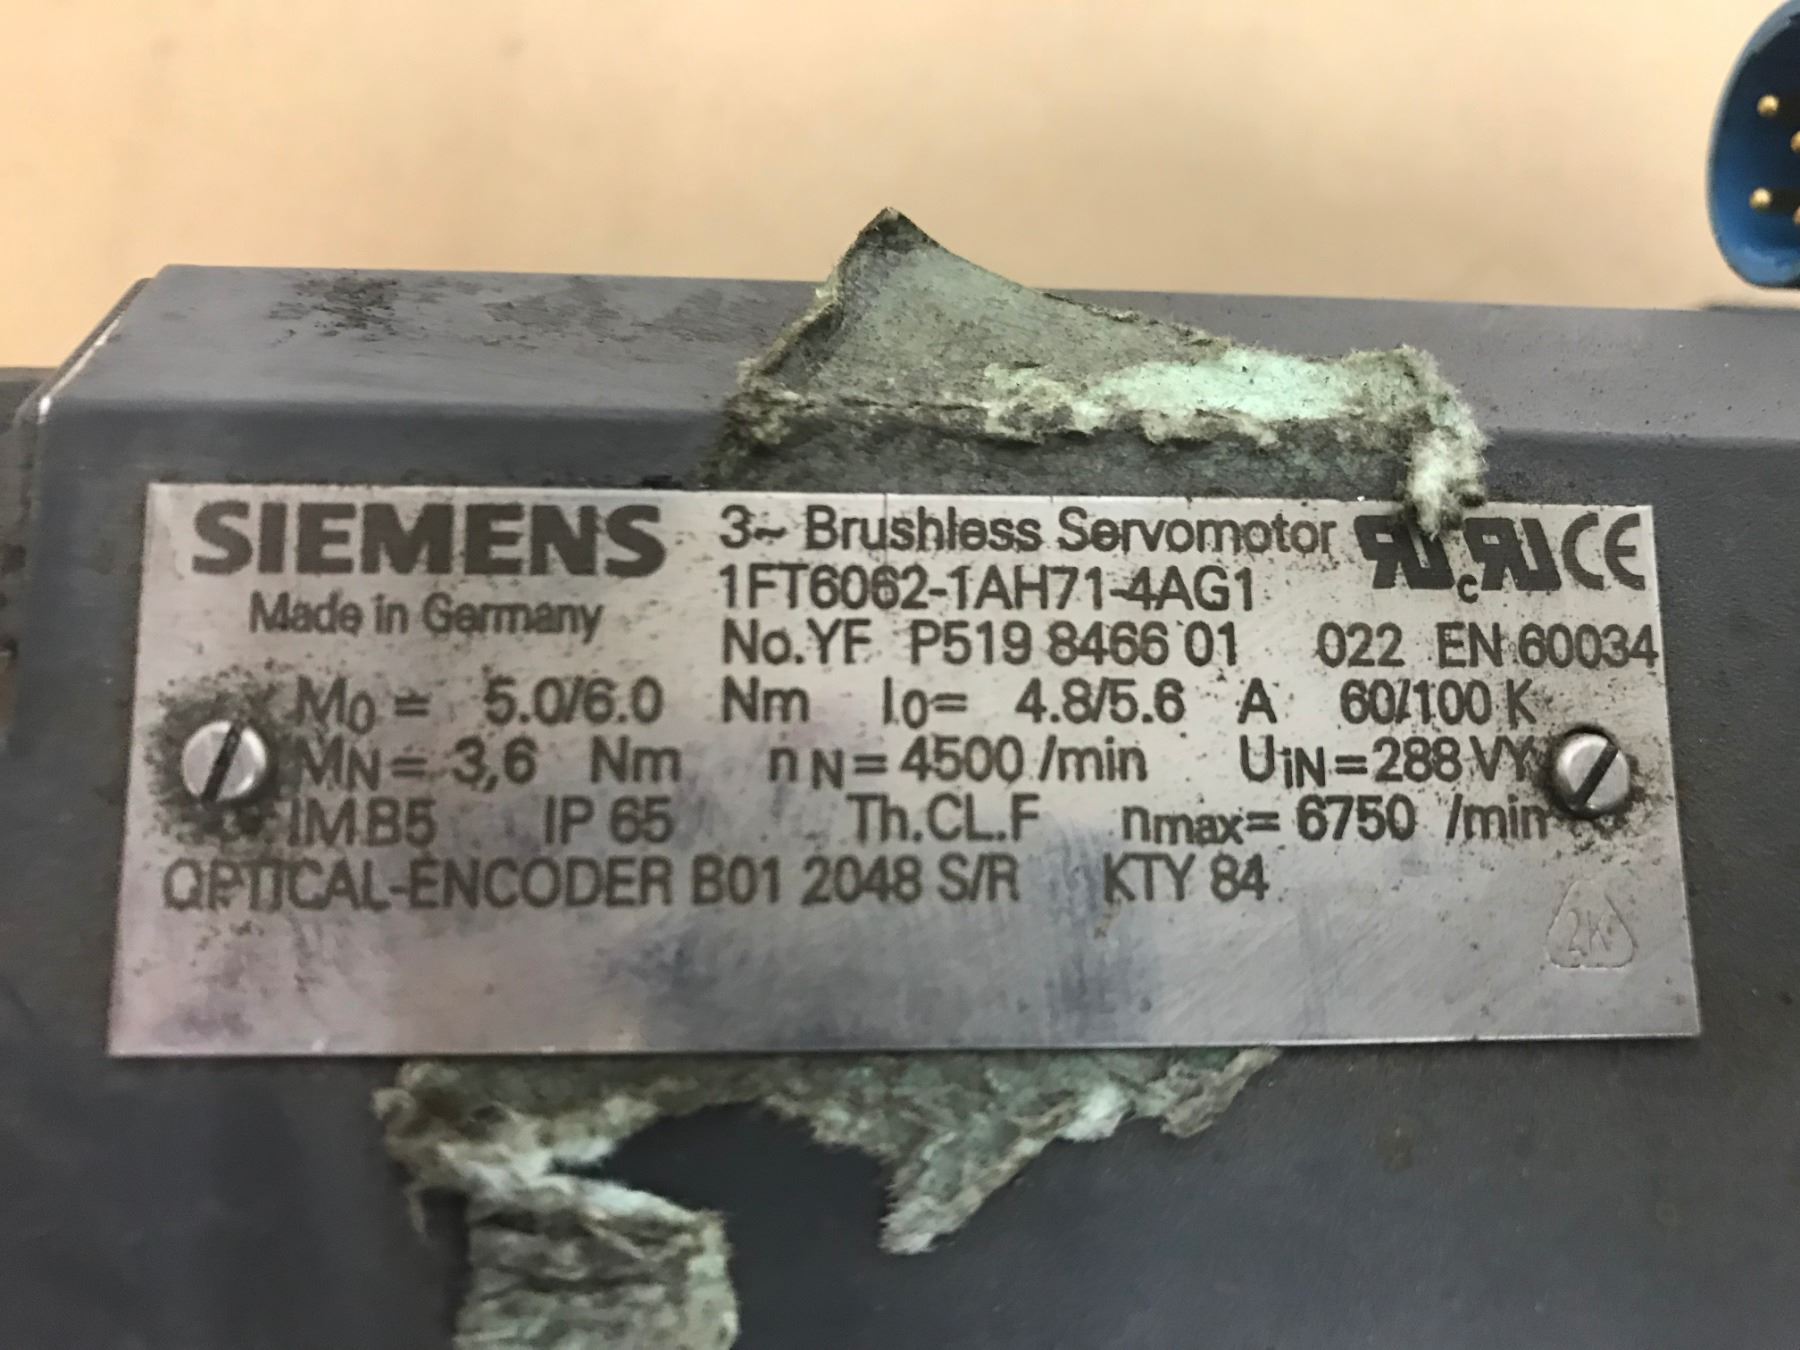 SIEMENS 3~ Brushless Servomotor
Made in Germany 1FT6062-1AH71-4AG1
No.YF P519 8466 01 022 EN 60034
M0 = 5.0/6.0 Nm I0= 4.8/5.6 A 60/100 K
MN = 3,6 Nm nN = 4500 /min UiN = 288 VY
IM B5 IP 65 Th.CL.F nmax= 6750 /min
OPTICAL-ENCODER B01 2048 S/R KTY 84